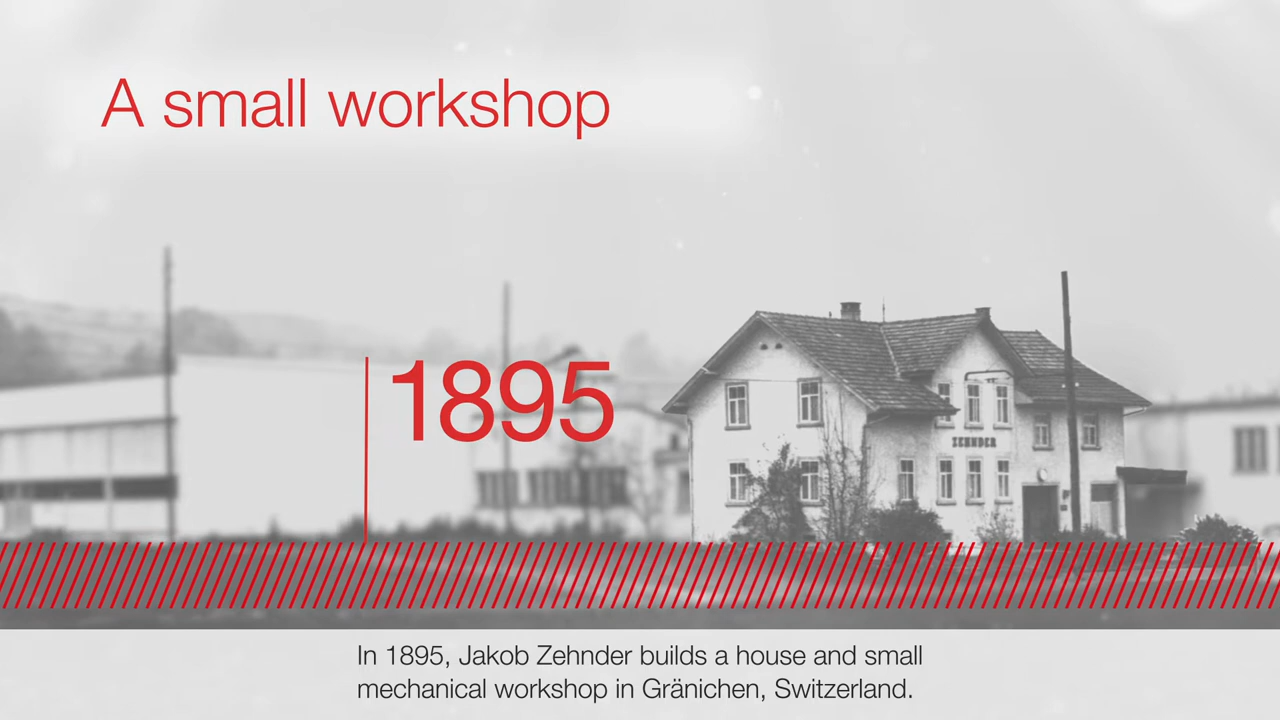 A small workshop
1895
ZEHNDER
In 1895, Jakob Zehnder builds a house and small
mechanical workshop in Gränichen, Switzerland.